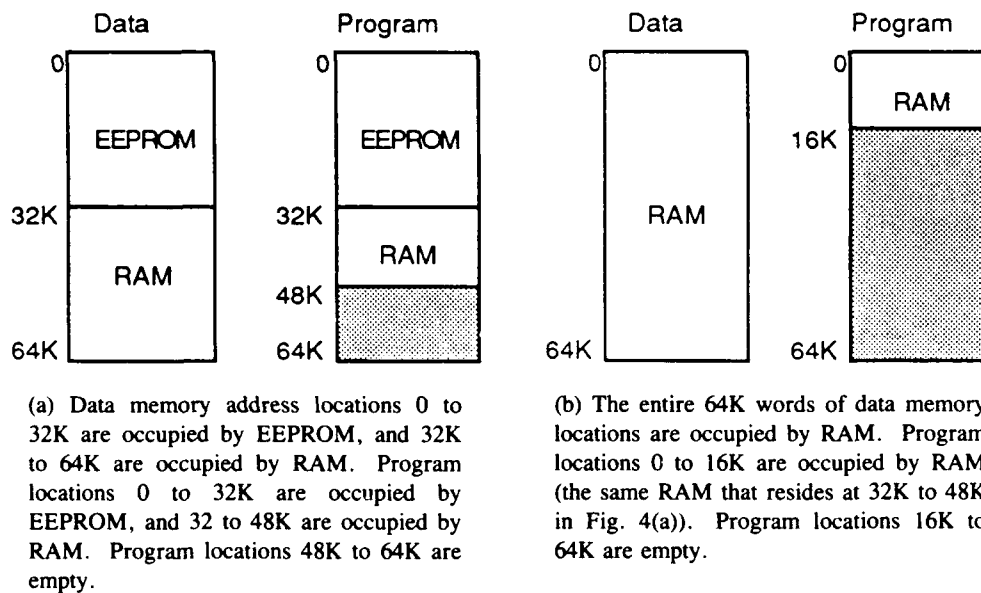 Data
Program
0
0
EEPROM
EEPROM
32K
32K
RAM
RAM
48K
64K
64K
(a) Data memory address locations 0 to
32K are occupied by EEPROM, and 32K
to 64K are occupied by RAM. Program
locations 0 to 32K are occupied by
EEPROM, and 32 to 48K are occupied by
RAM. Program locations 48K to 64K are
empty.
Data
Program
0
0
RAM
16K
RAM
64K
64K
(b) The entire 64K words of data memory
locations are occupied by RAM. Program
locations 0 to 16K are occupied by RAM
(the same RAM that resides at 32K to 48K
in Fig. 4(a)). Program locations 16K to
64K are empty.